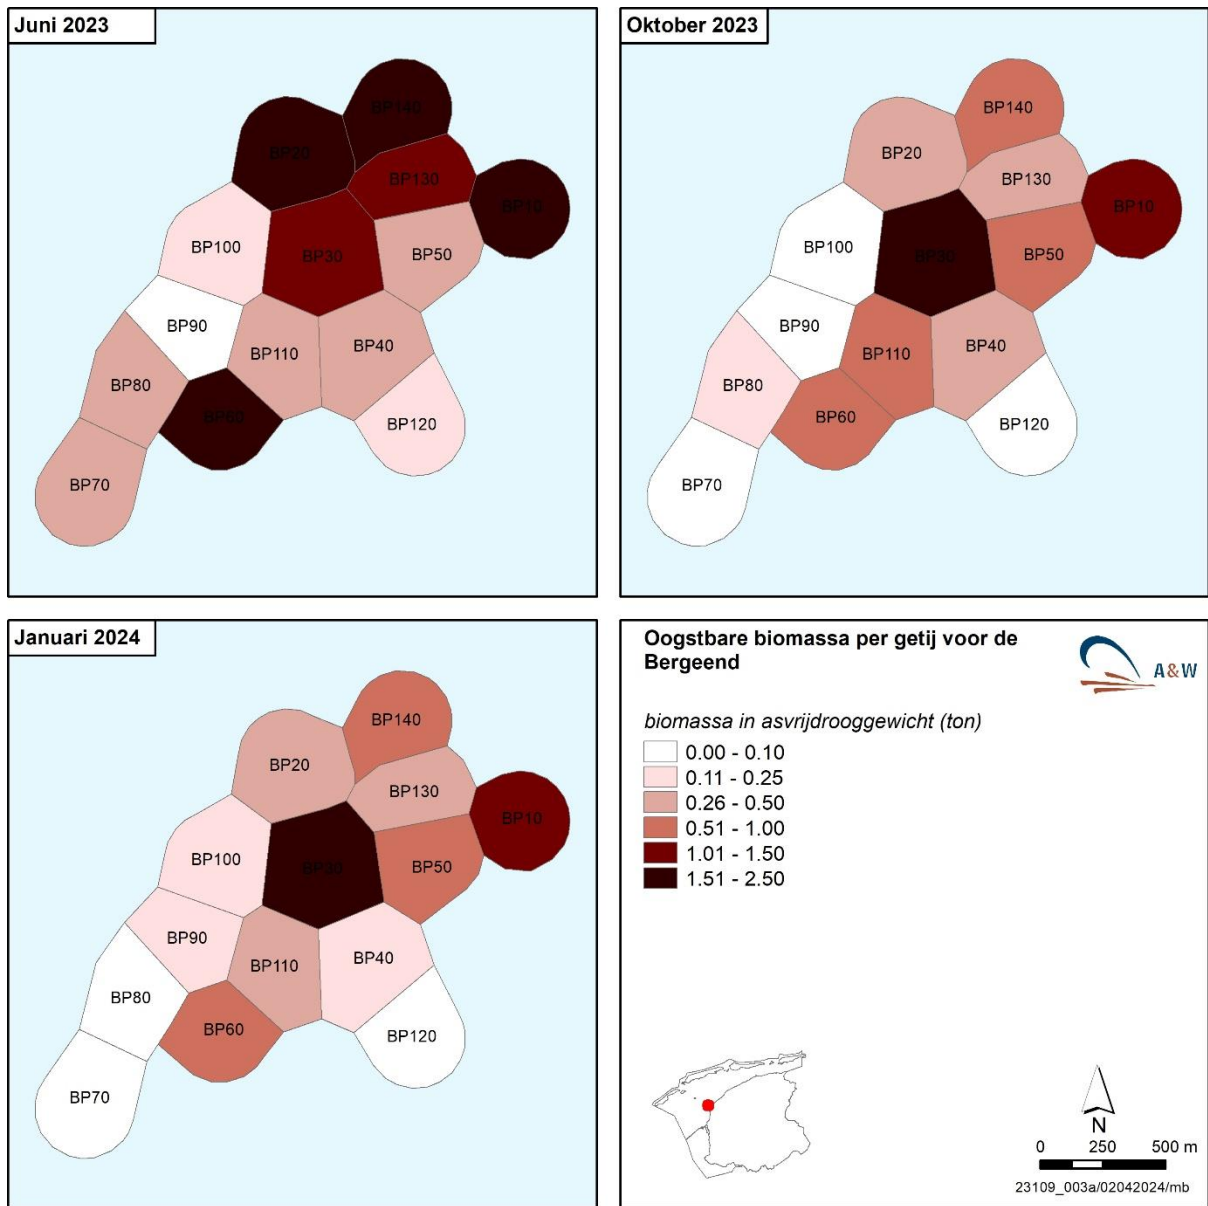 Juni 2023
BP140
BP20
BP130
BP10
BP100
BP30
BP50
BP90
BP110
BP40
BP80
BP60
BP120
BP70
Oktober 2023
BP140
BP20
BP130
BP10
BP100
BP30
BP50
BP90
BP110
BP40
BP80
BP60
BP120
BP70
Januari 2024
BP140
BP20
BP130
BP10
BP100
BP30
BP50
BP90
BP110
BP40
BP80
BP60
BP120
BP70
Oogstbare biomassa per getij voor de
Bergeend
A&W
biomassa in asvrijdrooggewicht (ton)
0.00 - 0.10
0.11 - 0.25
0.26 - 0.50
0.51 - 1.00
1.01 - 1.50
1.51 - 2.50
N
0 250 500 m
23109_003a/02042024/mb